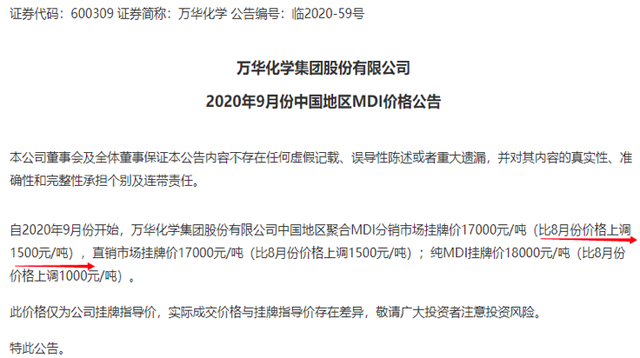 证券代码：600309 证券简称：万华化学 公告编号：临2020-59号
万华化学集团股份有限公司
2020年9月份中国地区MDI价格公告
本公司董事会及全体董事保证本公告内容不存在任何虚假记载、误导性陈述或者重大遗漏，并对其内容的真实性、准
确性和完整性承担个别及连带责任。
自2020年9月份开始，万华化学集团股份有限公司中国地区聚合MDI分销市场挂牌价17000元/吨（比8月份价格上调
1500元/吨），直销市场挂牌价17000元/吨（比8月份价格上调1500元/吨）；纯MDI挂牌价18000元/吨（比8月份
价格上调1000元/吨）。
此价格仅为公司挂牌指导价，实际成交价格与挂牌指导价存在差异，敬请广大投资者注意投资风险。
特此公告。